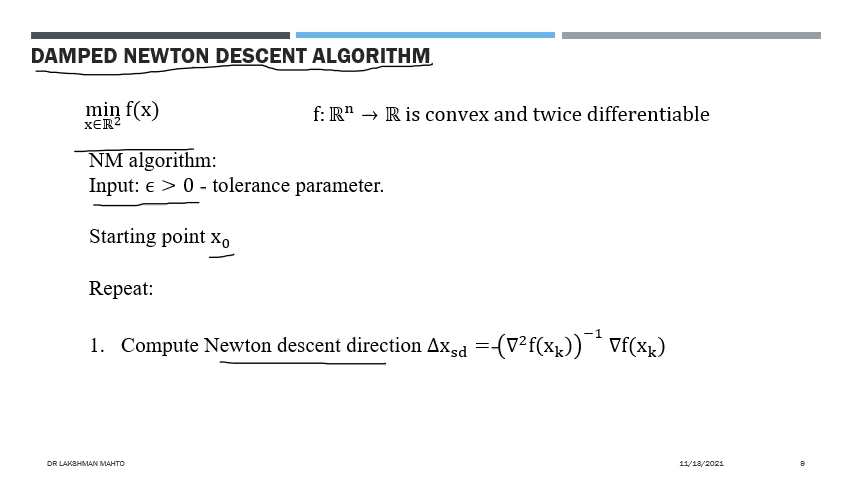 DAMPED NEWTON DESCENT ALGORITHM
min f(x)
x∈ℝ²
f: ℝⁿ → ℝ is convex and twice differentiable
NM algorithm:
Input: ϵ > 0 - tolerance parameter.
Starting point x₀
Repeat:
1. Compute Newton descent direction Δx_sd =-(∇²f(x_k))⁻¹ ∇f(x_k)
DR LAKSHMAN MAHTO
11/18/2021
9